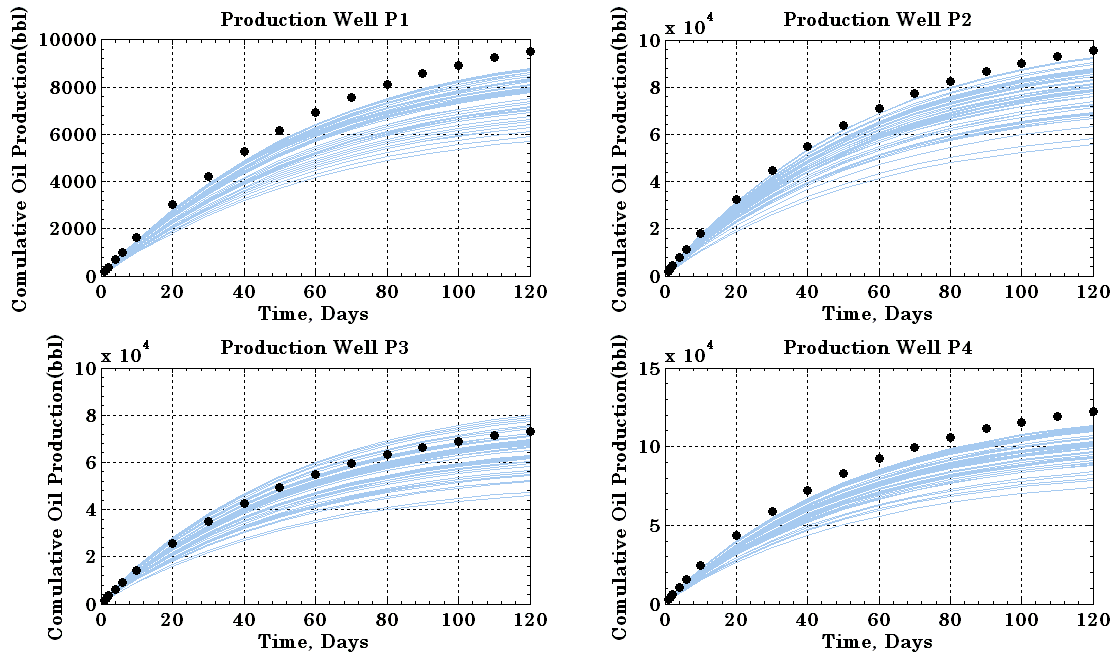 Production Well P1
Comulative Oil Production(bbl)
10000
8000
6000
4000
2000
0
0 20 40 60 80 100 120
Time, Days
Production Well P2
x 10^4
Comulative Oil Production(bbl)
10
8
6
4
2
0
0 20 40 60 80 100 120
Time, Days
Production Well P3
x 10^4
Comulative Oil Production(bbl)
10
8
6
4
2
0
0 20 40 60 80 100 120
Time, Days
Production Well P4
x 10^4
Comulative Oil Production(bbl)
15
10
5
0
0 20 40 60 80 100 120
Time, Days